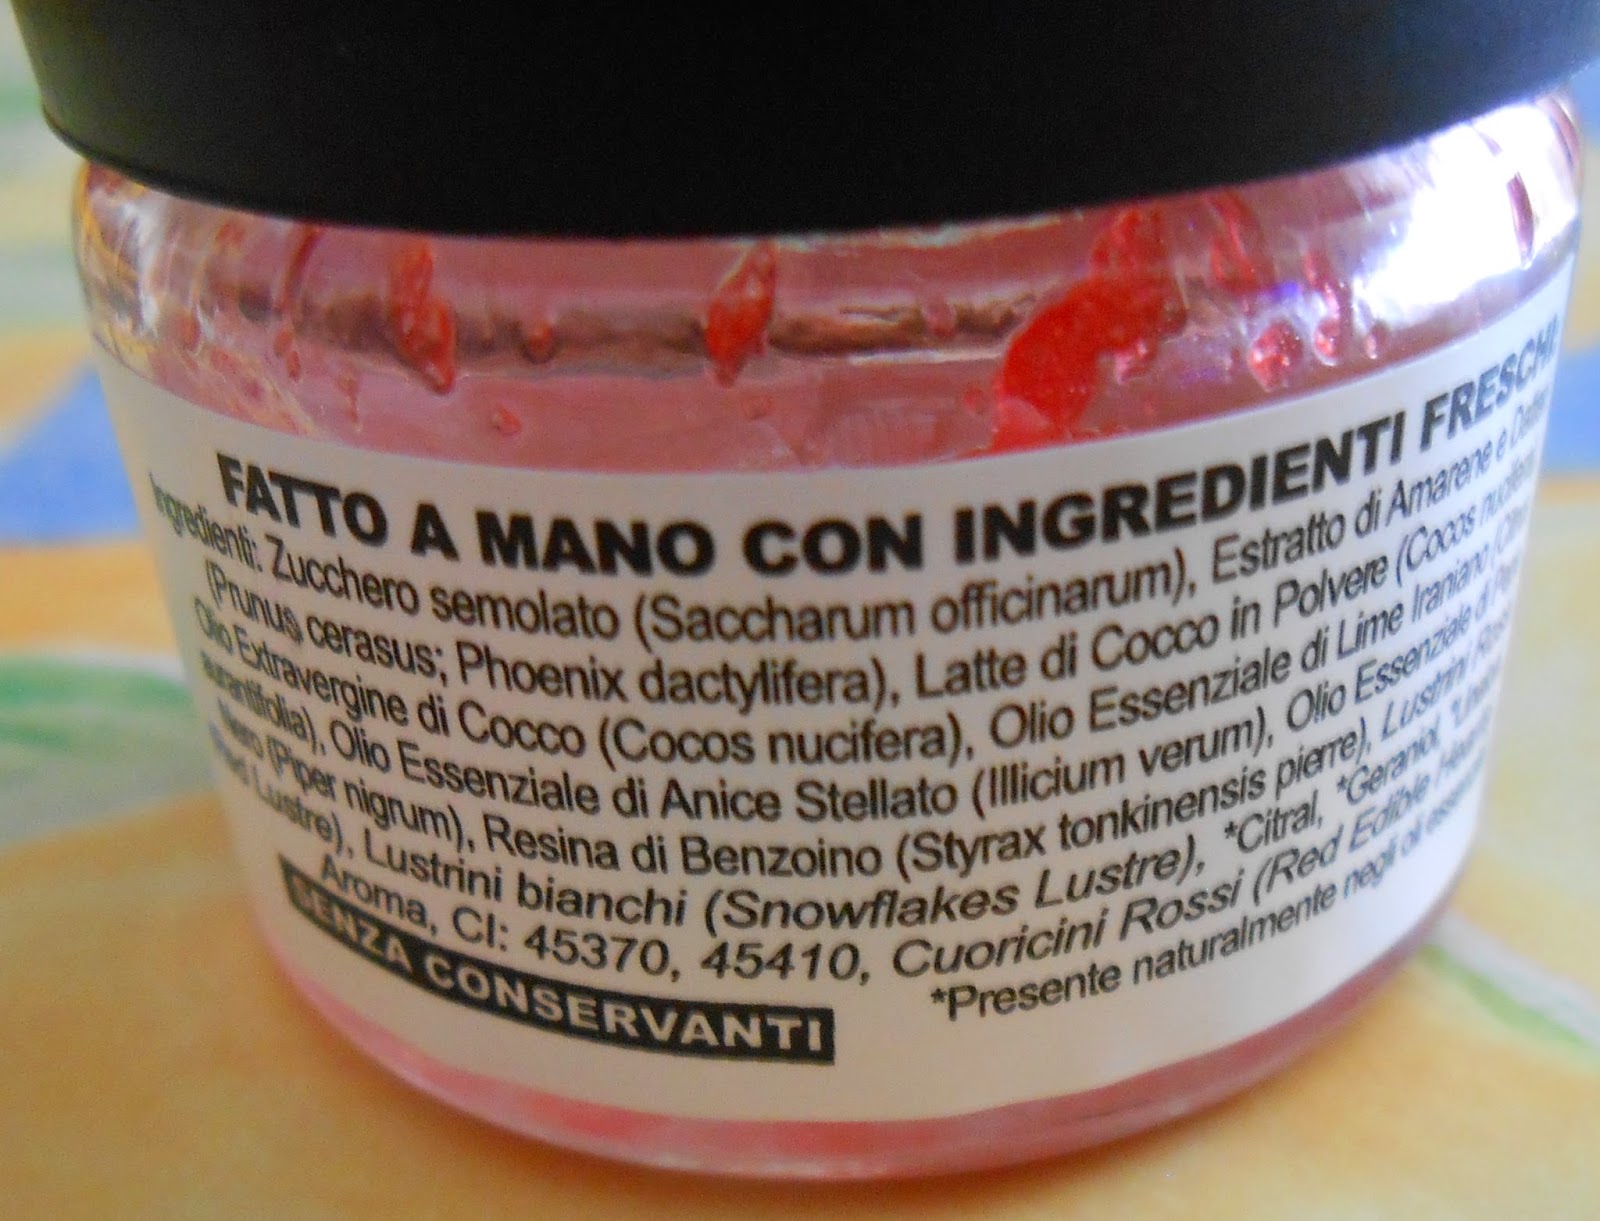 FATTO A MANO CON INGREDIENTI FRESCHI
Ingredienti: Zucchero semolato (Saccharum officinarum), Estratto di Amarene e
(Prunus cerasus; Phoenix dactylifera), Latte di Cocco in Polvere (Cocos nucifera
Olio Extravergine di Cocco (Cocos nucifera), Olio Essenziale di Lime Iraniano
aurantifolia), Olio Essenziale di Anice Stellato (Illicium verum), Olio Essenziale di
Nero (Piper nigrum), Resina di Benzoino (Styrax tonkinensis pierre), Lustrini
Lustre), Lustrini bianchi (Snowflakes Lustre), *Citral, *Geraniol,
Aroma, CI: 45370, 45410, Cuoricini Rossi (Red Edible
SENZA CONSERVANTI *Presente naturalmente negli oli